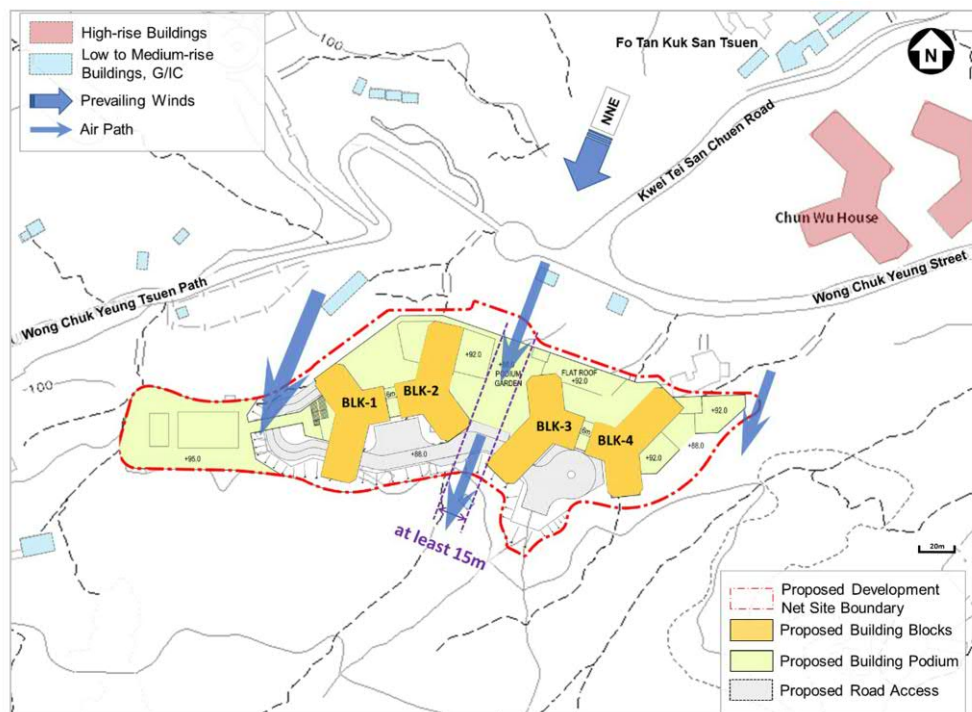 High-rise Buildings
Low to Medium-rise
Buildings, G/IC
Prevailing Winds
Air Path
100
Fo Tan Kuk San Tsuen
N
NNE
Kwei Tei San Chuen Road
Chun Wu House
Wong Chuk Yeung Street
Wong Chuk Yeung Tsuen Path
100
+92.0
PODIUM
GARDEN
FLAT ROOF
+92.0
BLK-1
BLK-2
BLK-3
BLK-4
+92.0
+88.0
+92.0
+88.0
+95.0
at least 15m
20m
Proposed Development
Net Site Boundary
Proposed Building Blocks
Proposed Building Podium
Proposed Road Access